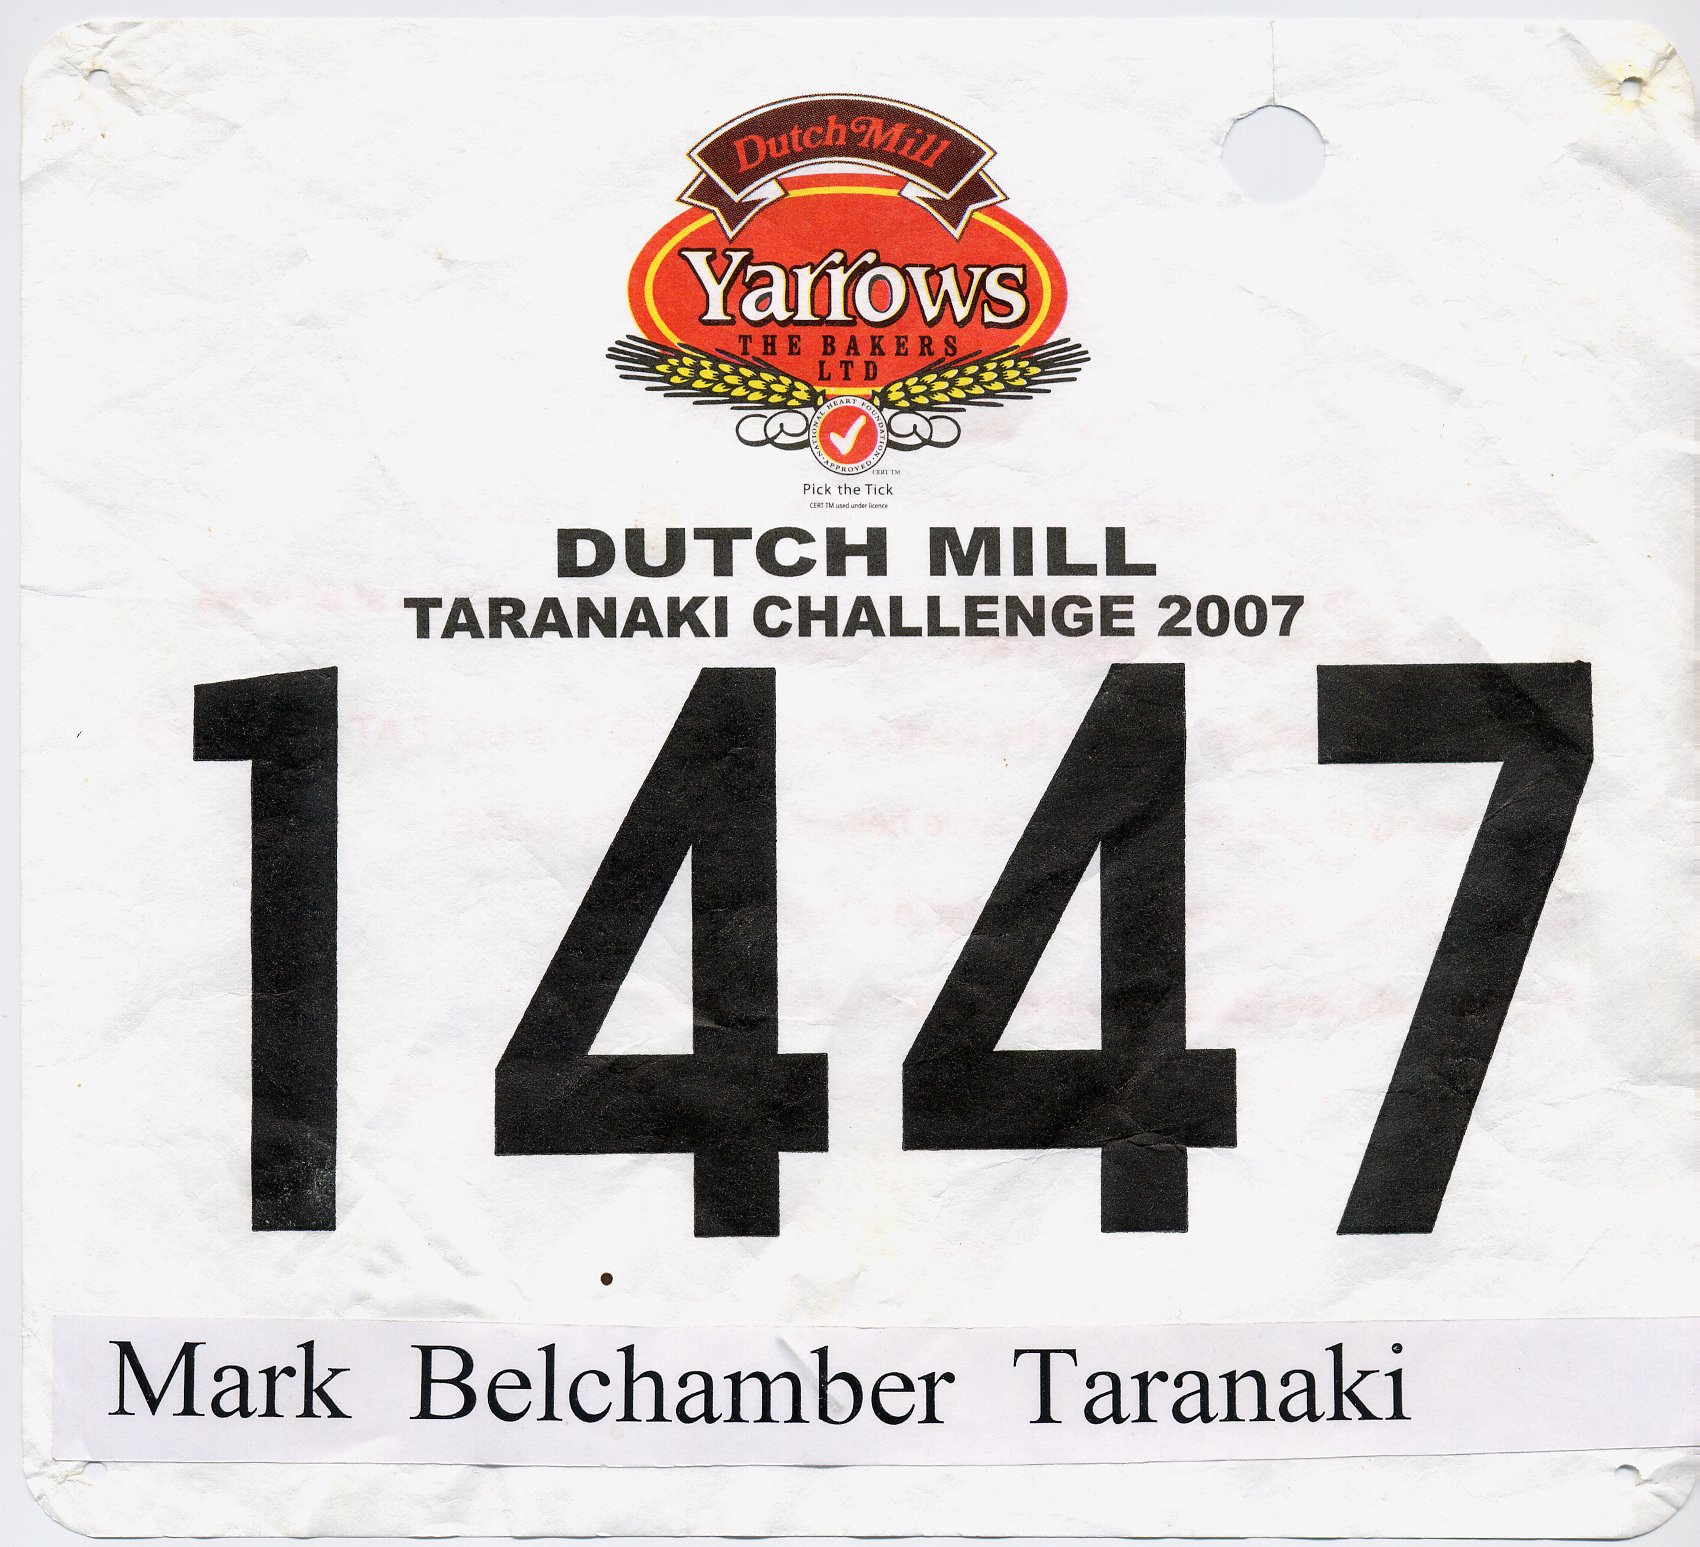 Dutch Mill
Yarrows
THE BAKERS
LTD
NATIONAL HEART FOUNDATION
· APPROVED ·
CERT TM
Pick the Tick
CERT TM used under licence
DUTCH MILL
TARANAKI CHALLENGE 2007
1447
Mark Belchamber Taranaki